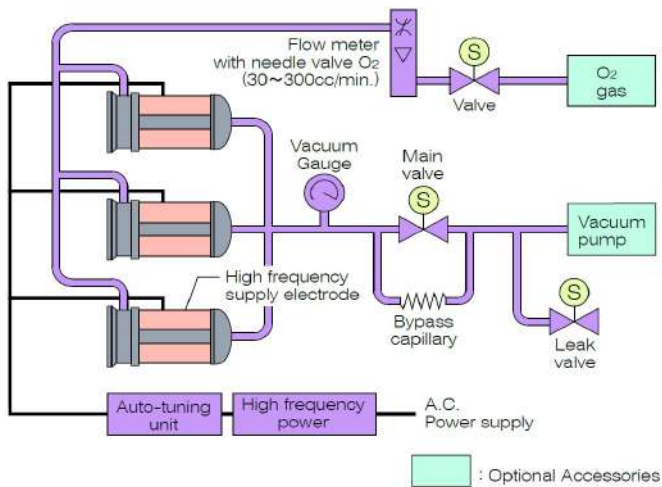 Flow meter
with needle valve O₂
(30～300cc/min.)
S
Valve
O₂
gas
Vacuum
Gauge
Main
valve
S
Vacuum
pump
High frequency
supply electrode
Bypass
capillary
S
Leak
valve
Auto-tuning
unit
High frequency
power
A.C.
Power supply
: Optional Accessories